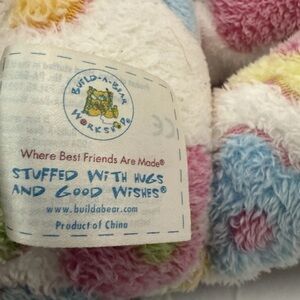 BUILD-A-BEAR
WORKSHOP®
Where Best Friends Are Made®
STUFFED WITH HUGS
AND GOOD WISHES®
www.buildabear.com
Product of China